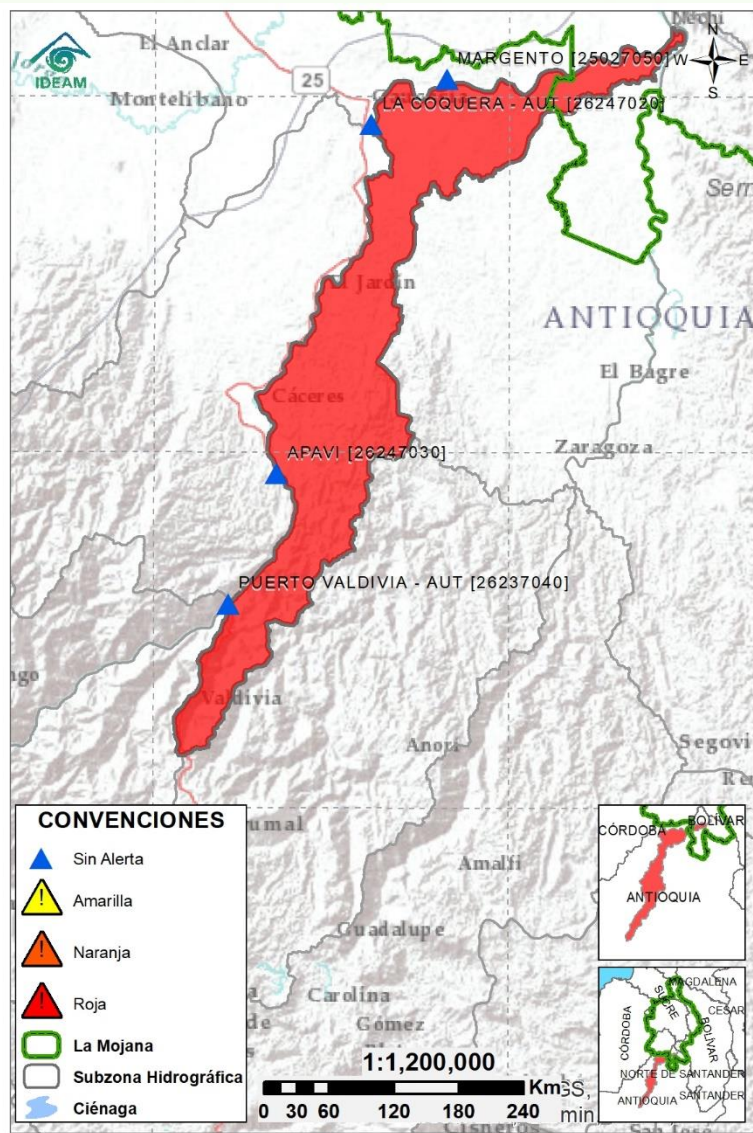 IDEAM
El Anclar
Nechí
N
W E
S
MARGENTO [25027050]
25
Montelibano
LA COQUERA - AUT [26247020]
El Jardín
ANTIOQUIA
El Bagre
Cáceres
Zaragoza
APAVI [26247030]
PUERTO VALDIVIA - AUT [26237040]
Valdivia
Anorí
Segovi
CONVENCIONES
Sin Alerta
Amarilla
Naranja
Roja
La Mojana
Subzona Hidrográfica
Ciénaga
Amalfi
Guadalupe
Carolina
Gómez
1:1,200,000
Km
0 30 60 120 180 240
Cisneros
CÓRDOBA
BOLÍVAR
ANTIOQUIA
MAGDALENA
SUCRE
CESAR
CÓRDOBA
BOLÍVAR
NORTE DE SANTANDER
ANTIOQUIA
SANTANDER